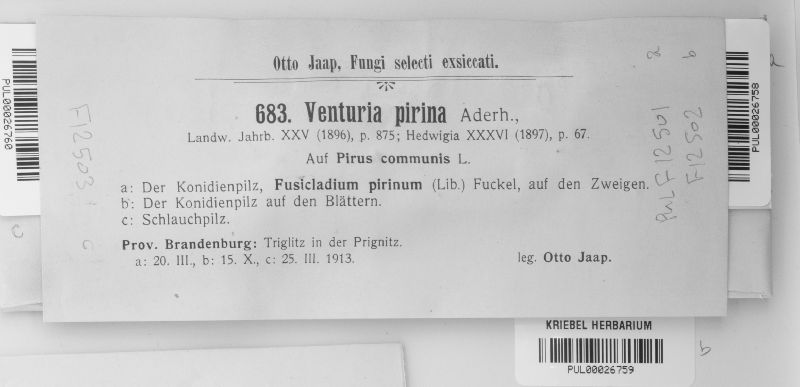 Otto Jaap, Fungi selecti exsiccati.
683. Venturia pirina Aderh.,
Landw. Jahrb. XXV (1896), p. 875; Hedwigia XXXVI (1897), p. 67.
Auf Pirus communis L.
a: Der Konidienpilz, Fusicladium pirinum (Lib.) Fuckel, auf den Zweigen.
b: Der Konidienpilz auf den Blättern.
c: Schlauchpilz.
Prov. Brandenburg: Triglitz in der Prignitz.
a: 20. III., b: 15. X., c: 25. III. 1913.
leg. Otto Jaap.
F12503 c
PUL F12501 a
F12502 b
PUL00026760
c
PUL00026758
a
KRIEBEL HERBARIUM
PUL00026759
b